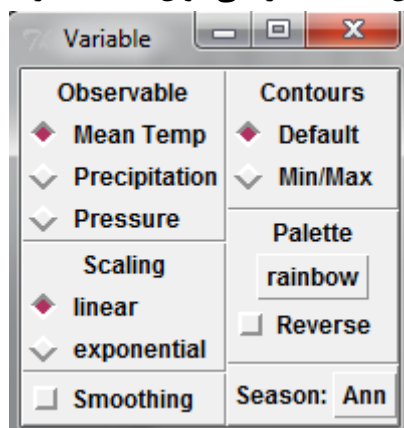 Variable
Observable
Mean Temp
Precipitation
Pressure
Scaling
linear
exponential
Smoothing
Contours
Default
Min/Max
Palette
rainbow
Reverse
Season: Ann